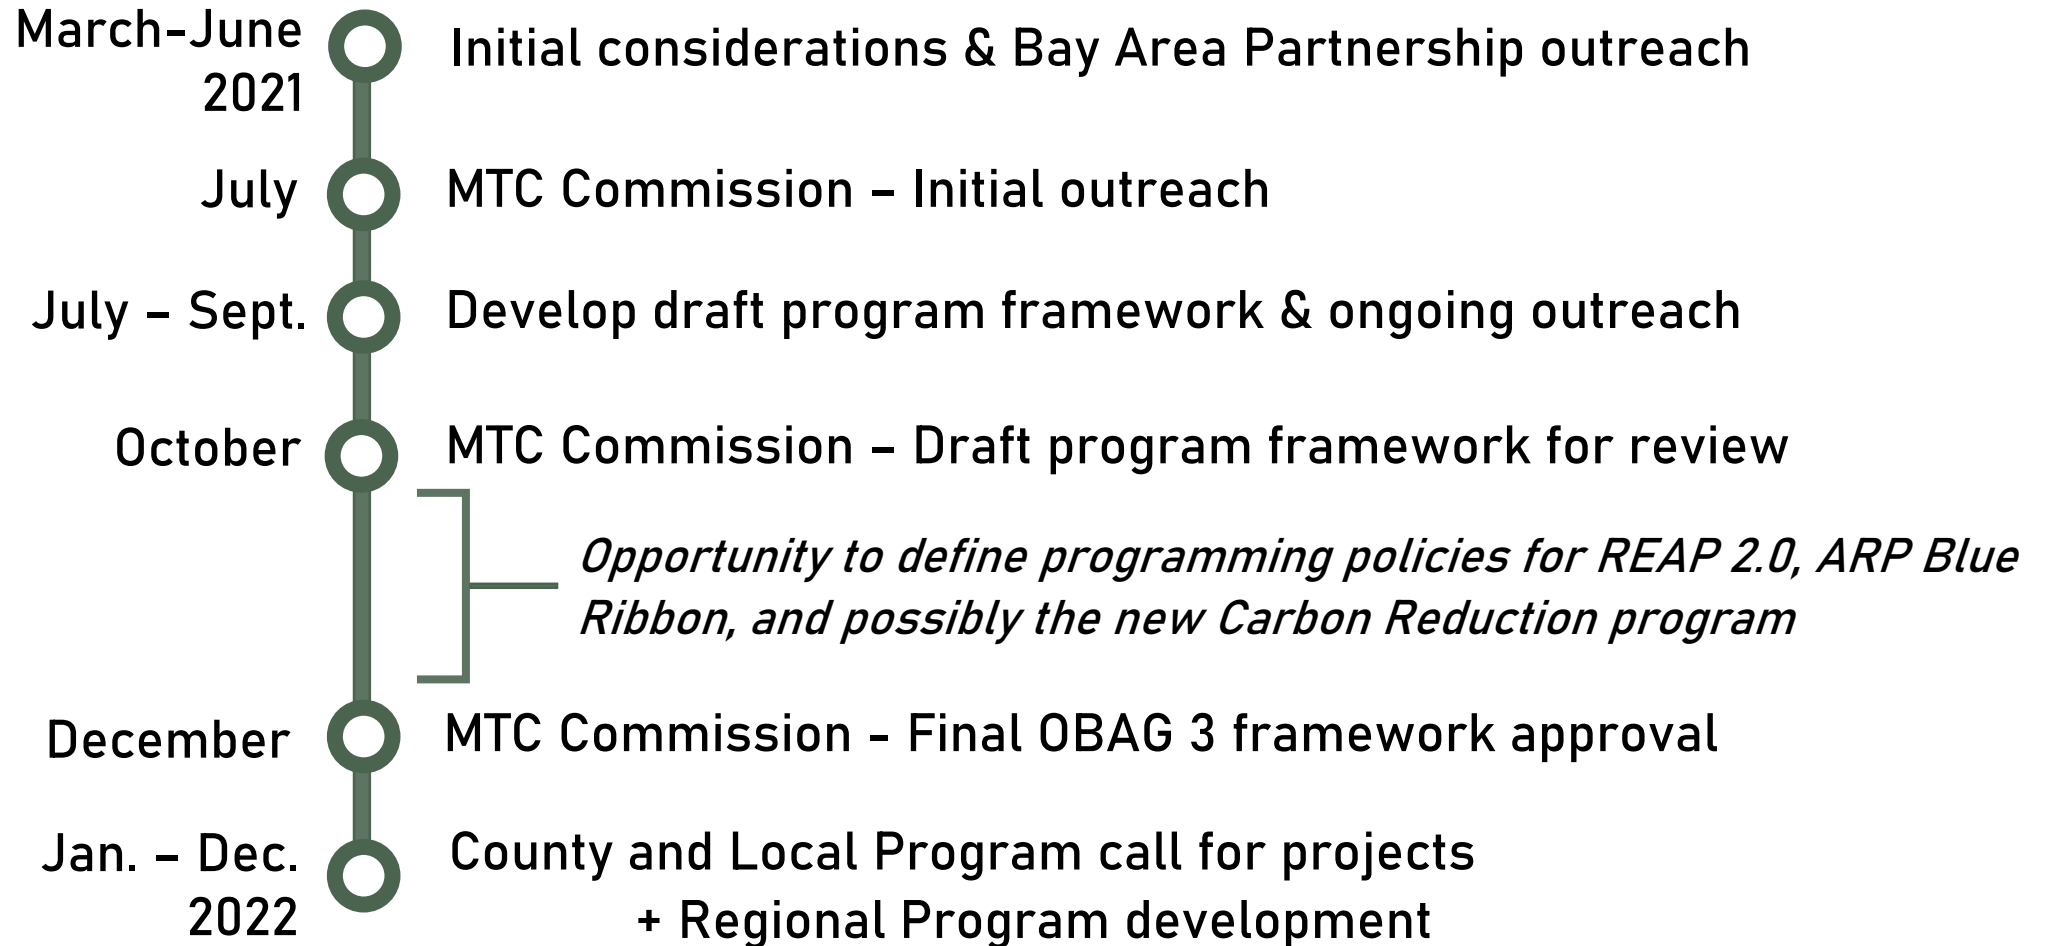 March-June
2021
Initial considerations & Bay Area Partnership outreach
July
MTC Commission – Initial outreach
July – Sept.
Develop draft program framework & ongoing outreach
October
MTC Commission – Draft program framework for review
Opportunity to define programming policies for REAP 2.0, ARP Blue
Ribbon, and possibly the new Carbon Reduction program
December
MTC Commission - Final OBAG 3 framework approval
Jan. – Dec.
2022
County and Local Program call for projects
+ Regional Program development